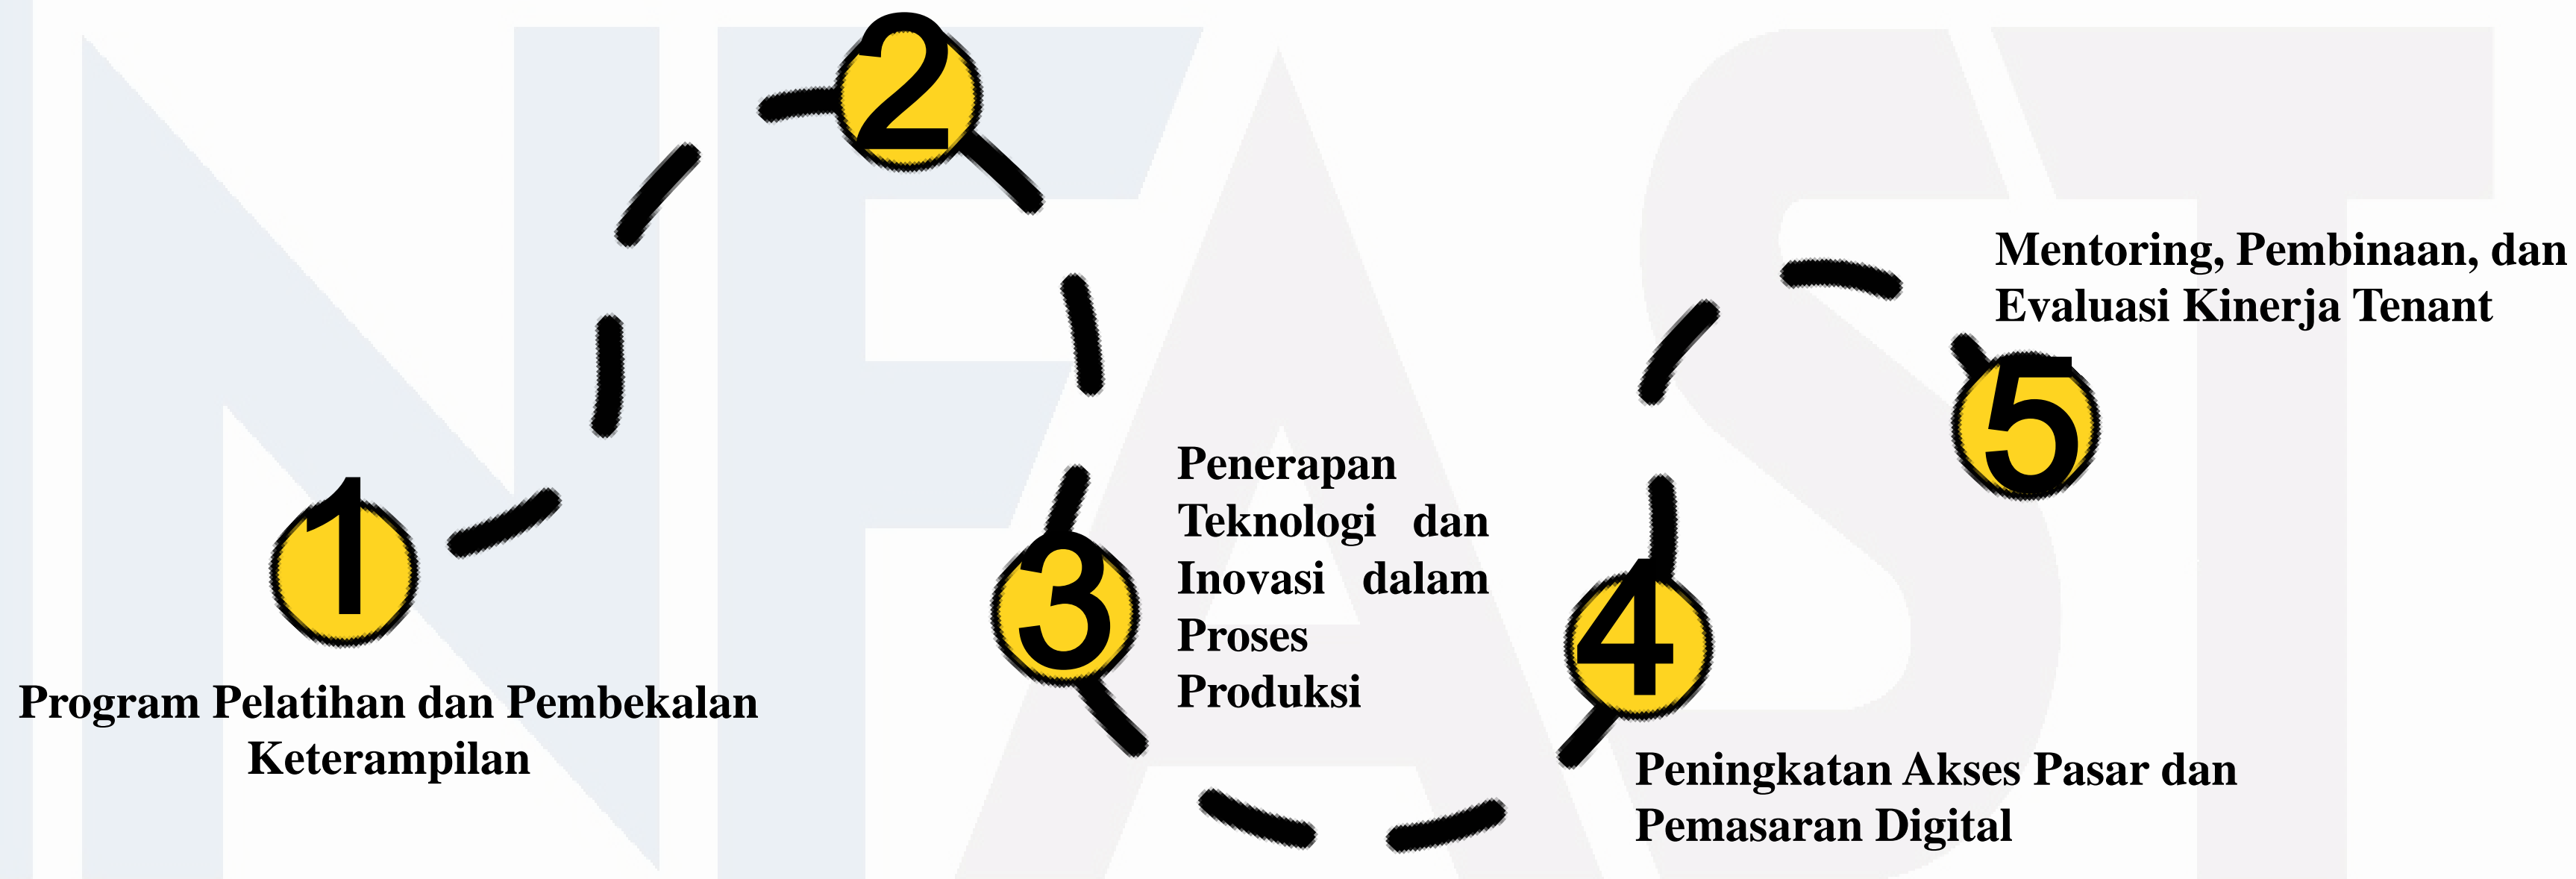 1
Program Pelatihan dan Pembekalan
Keterampilan
2
3
Penerapan
Teknologi dan
Inovasi dalam
Proses
Produksi
4
Peningkatan Akses Pasar dan
Pemasaran Digital
5
Mentoring, Pembinaan, dan
Evaluasi Kinerja Tenant
NFAST